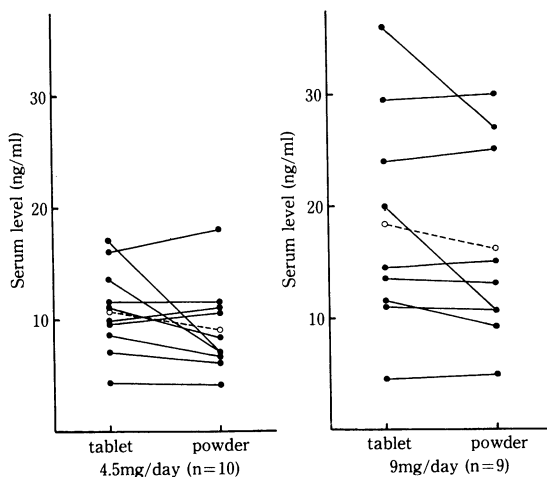 Serum level (ng/ml)
30
20
10
tablet powder
4.5mg/day (n=10)
Serum level (ng/ml)
30
20
10
tablet powder
9mg/day (n=9)